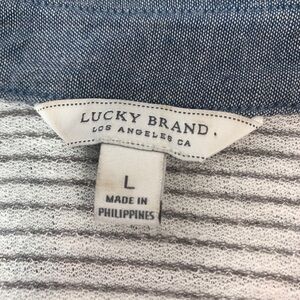 LUCKY BRAND.
LOS ANGELES CA
L
MADE IN
PHILIPPINES